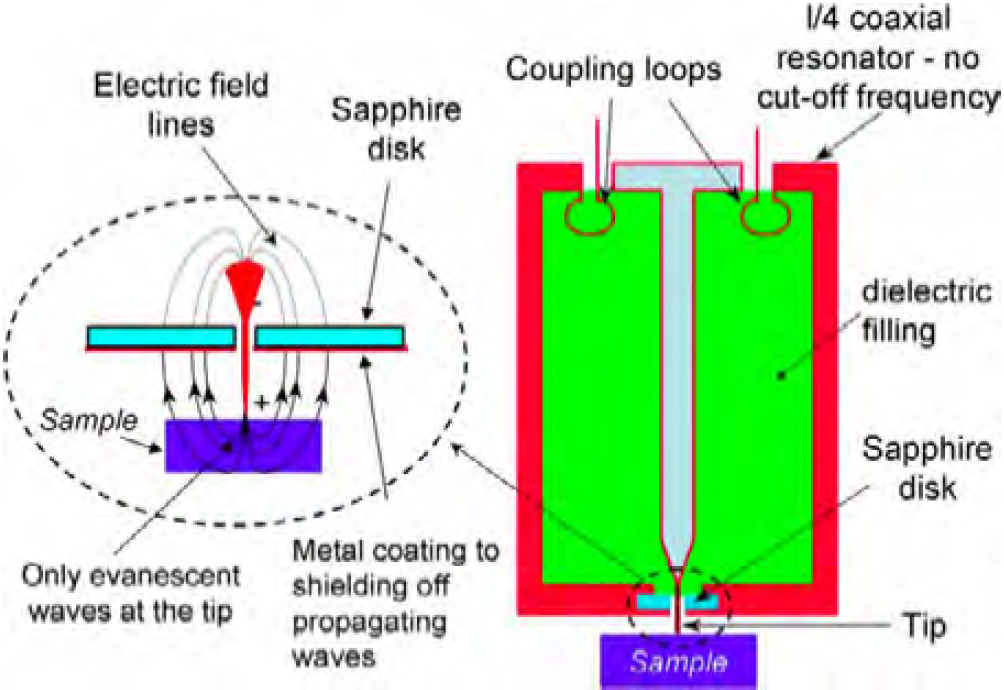 Electric field
lines
Sapphire
disk
-
+
Sample
Only evanescent
waves at the tip
Metal coating to
shielding off
propagating
waves
Coupling loops
l/4 coaxial
resonator - no
cut-off frequency
dielectric
filling
Sapphire
disk
Tip
Sample